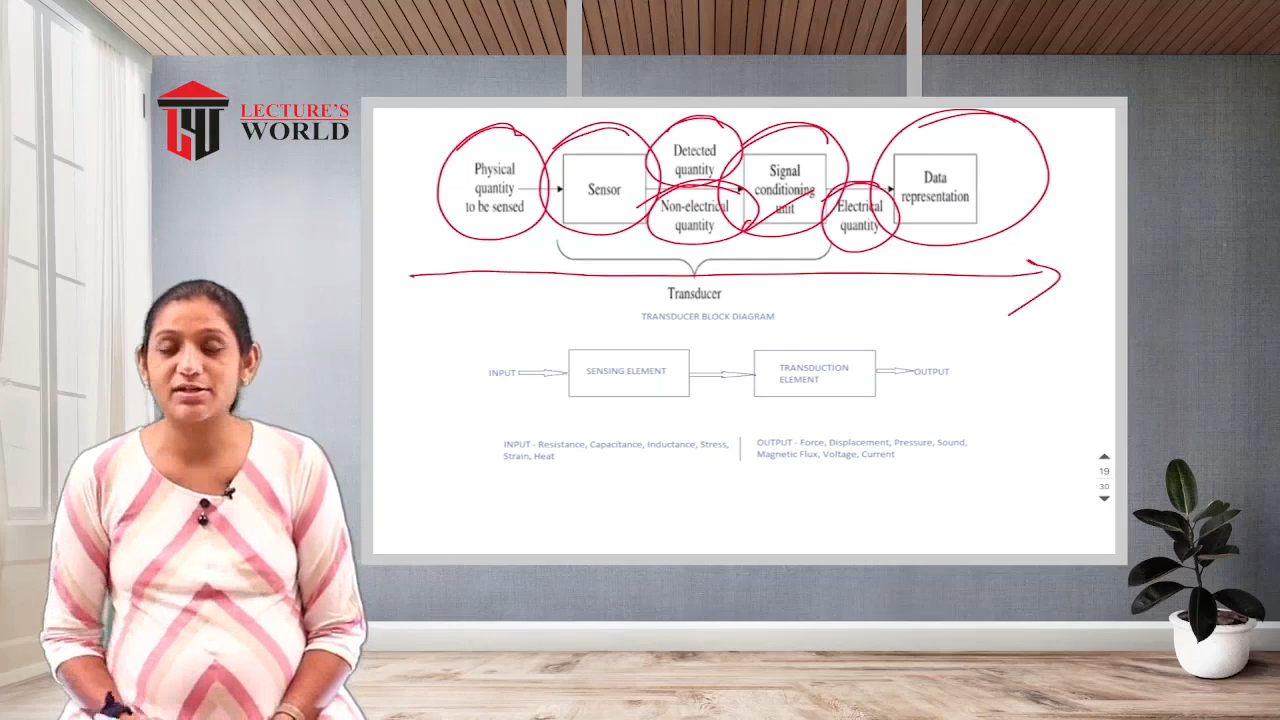 LECTURE'S
WORLD
Physical
quantity
to be sensed
Sensor
Detected
quantity
Non-electrical
quantity
Signal
conditioning
unit
Electrical
quantity
Data
representation
Transducer
TRANSDUCER BLOCK DIAGRAM
INPUT
SENSING ELEMENT
TRANSDUCTION
ELEMENT
OUTPUT
INPUT - Resistance, Capacitance, Inductance, Stress,
Strain, Heat
OUTPUT - Force, Displacement, Pressure, Sound,
Magnetic Flux, Voltage, Current
19
30